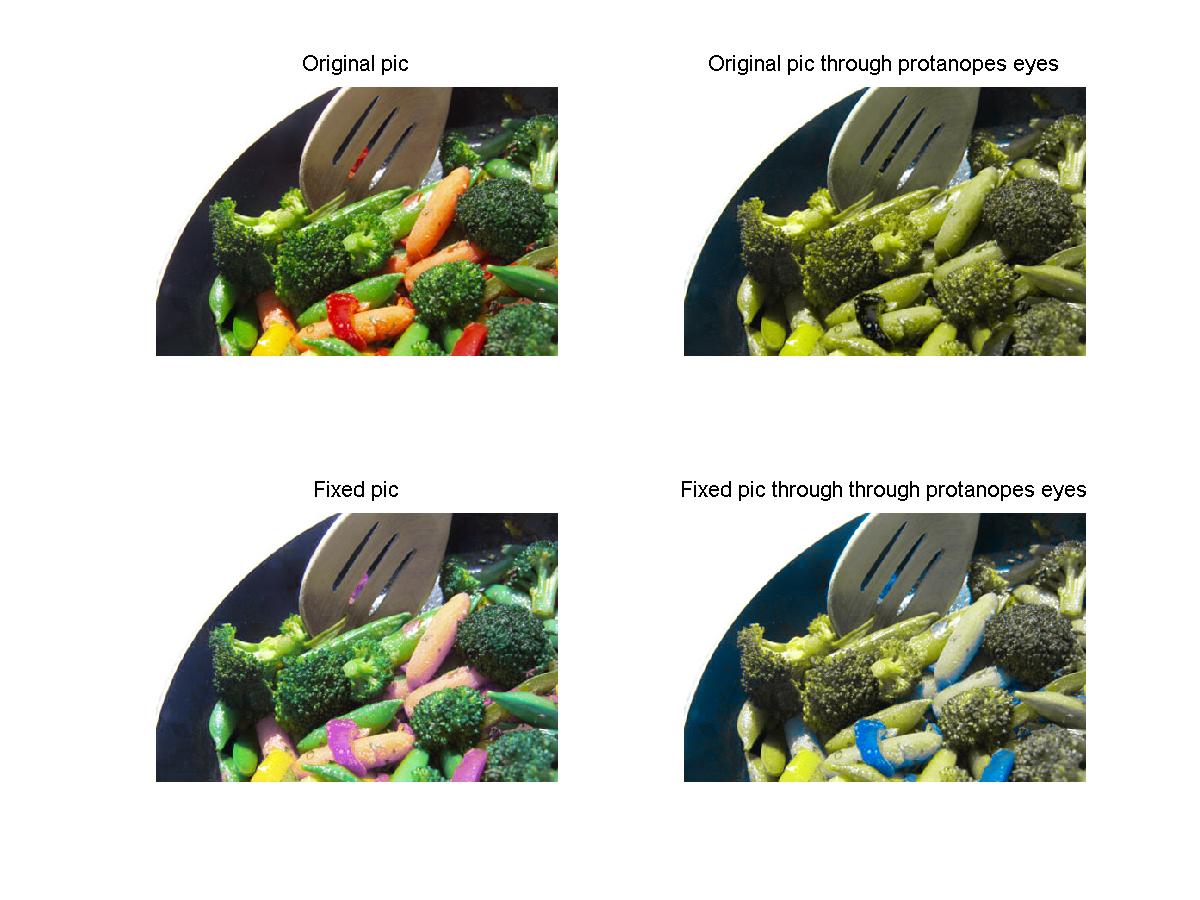 Original pic
Original pic through protanopes eyes
Fixed pic
Fixed pic through through protanopes eyes